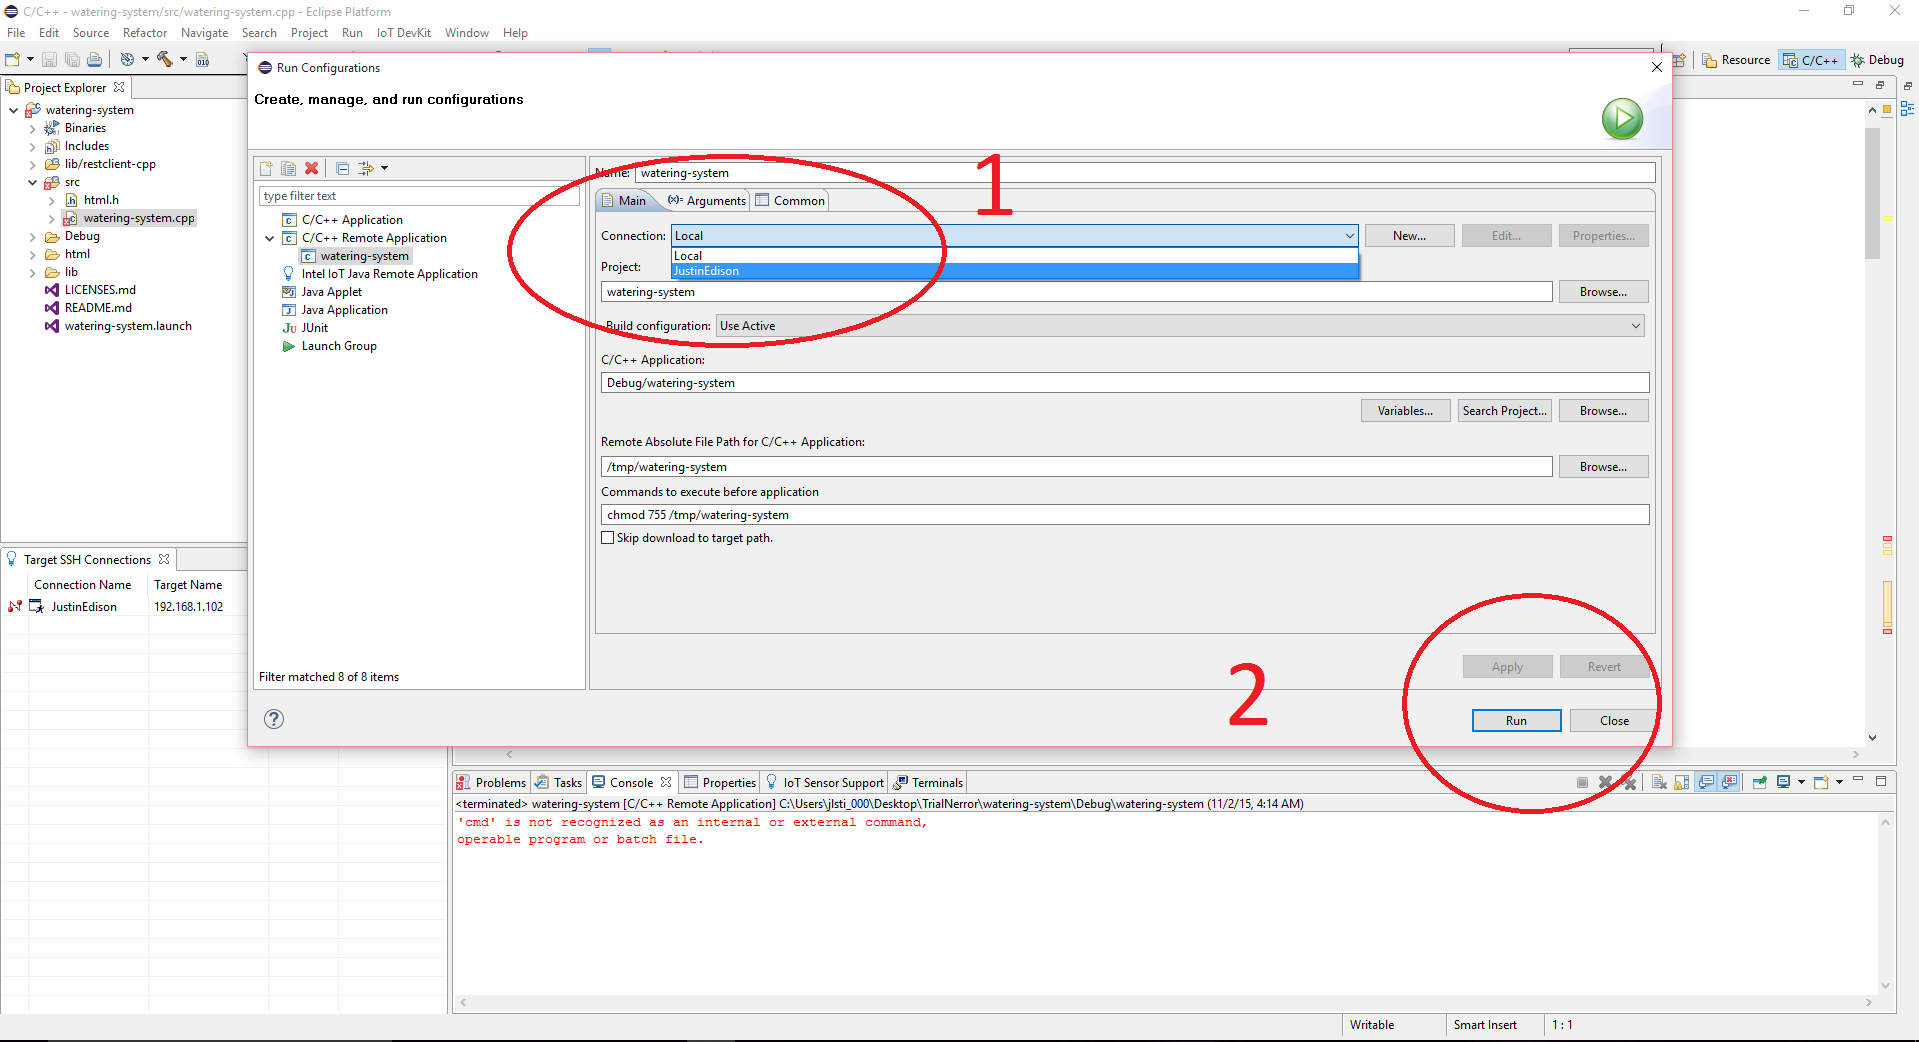 C/C++ - watering-system/src/watering-system.cpp - Eclipse Platform
File Edit Source Refactor Navigate Search Project Run IoT DevKit Window Help
Resource C/C++ Debug
Project Explorer
watering-system
Binaries
Includes
lib/restclient-cpp
src
html.h
watering-system.cpp
Debug
html
lib
LICENSES.md
README.md
watering-system.launch
Target SSH Connections
Connection Name Target Name
JustinEdison 192.168.1.102
Run Configurations
Create, manage, and run configurations
type filter text
C/C++ Application
C/C++ Remote Application
watering-system
Intel IoT Java Remote Application
Java Applet
Java Application
JUnit
Launch Group
Filter matched 8 of 8 items
1
Name: watering-system
Main Arguments Common
Connection: Local New... Edit... Properties...
Local
JustinEdison
Project:
watering-system Browse...
Build configuration: Use Active
C/C++ Application:
Debug/watering-system
Variables... Search Project... Browse...
Remote Absolute File Path for C/C++ Application:
/tmp/watering-system Browse...
Commands to execute before application
chmod 755 /tmp/watering-system
Skip download to target path.
2
Apply Revert
Run Close
Problems Tasks Console Properties IoT Sensor Support Terminals
<terminated> watering-system [C/C++ Remote Application] C:\Users\jlsti_000\Desktop\TrialNerror\watering-system\Debug\watering-system (11/2/15, 4:14 AM)
'cmd' is not recognized as an internal or external command,
operable program or batch file.
Writable Smart Insert 1 : 1